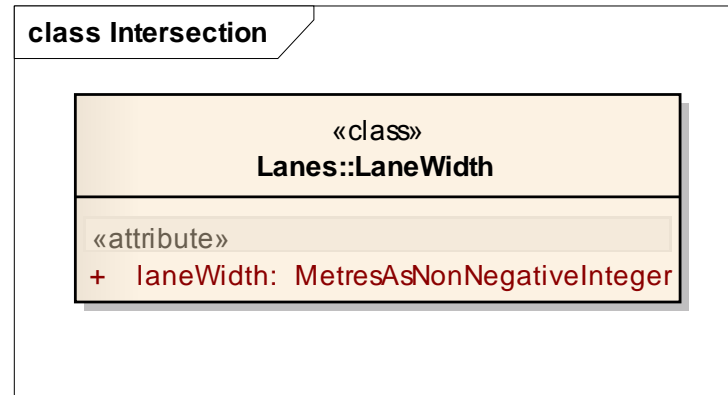 class Intersection
«class»
Lanes::LaneWidth
«attribute»
+ laneWidth: MetresAsNonNegativeInteger